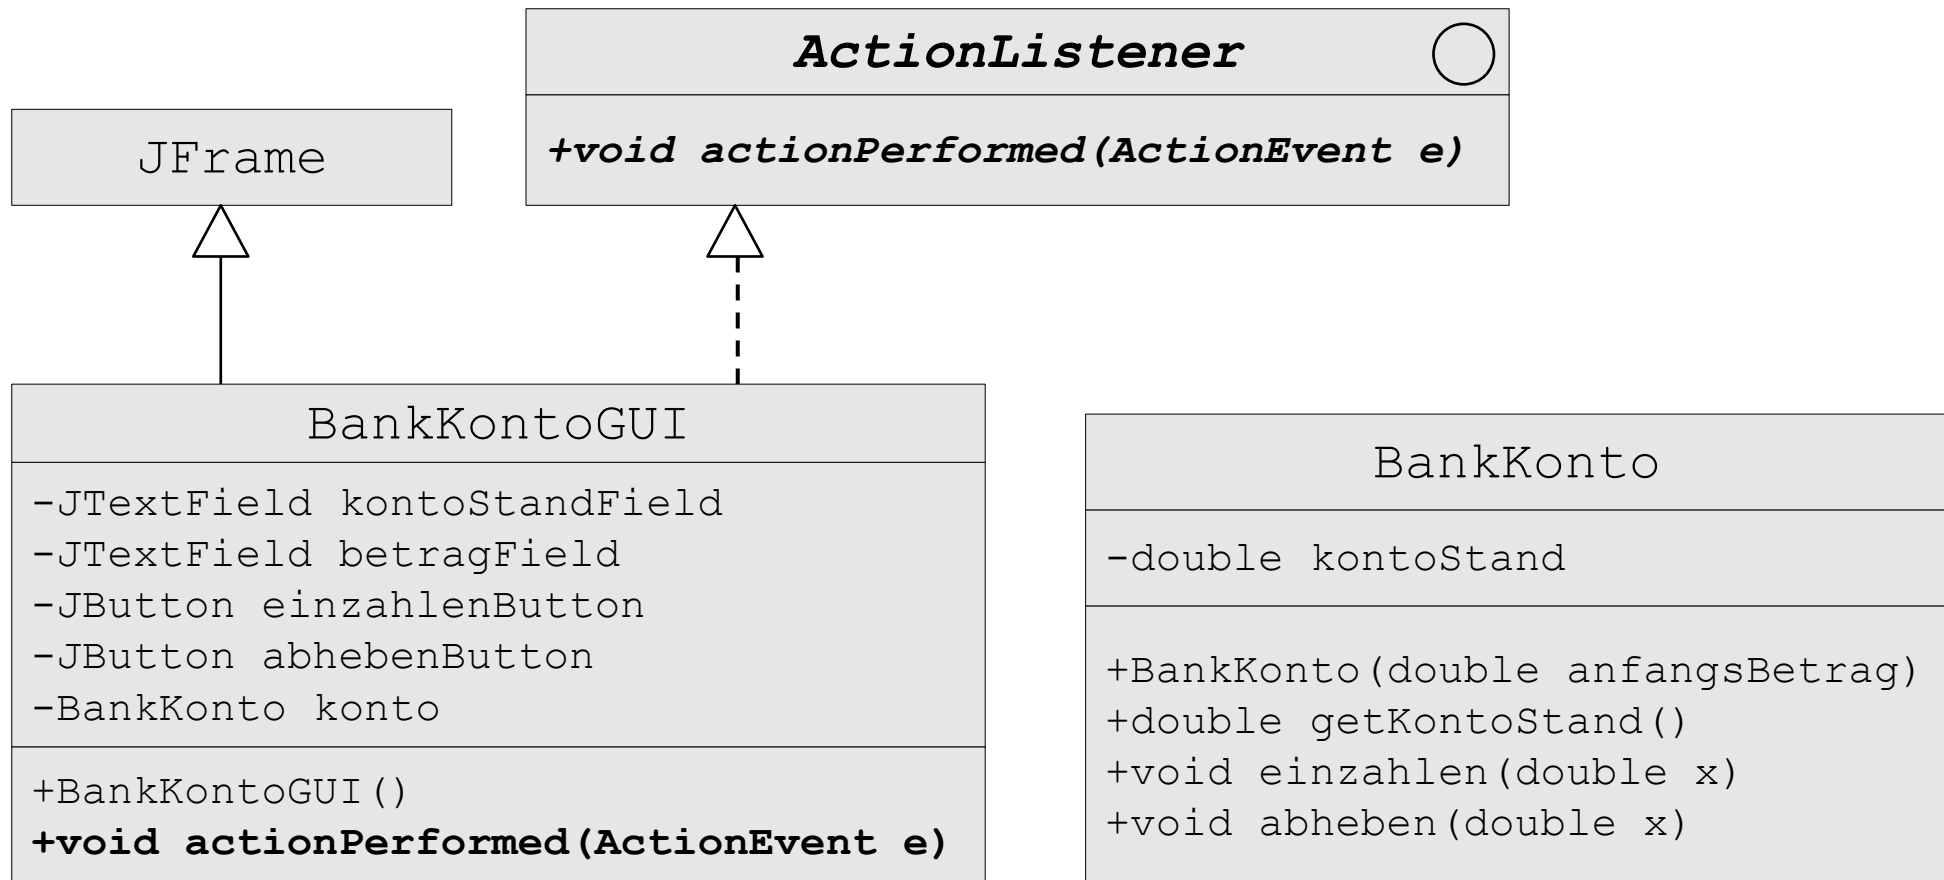 ActionListener
+void actionPerformed(ActionEvent e)
JFrame
BankKontoGUI
-JTextField kontoStandField
-JTextField betragField
-JButton einzahlenButton
-JButton abhebenButton
-BankKonto konto
+BankKontoGUI()
+void actionPerformed(ActionEvent e)
BankKonto
-double kontoStand
+BankKonto(double anfangsBetrag)
+double getKontoStand()
+void einzahlen(double x)
+void abheben(double x)